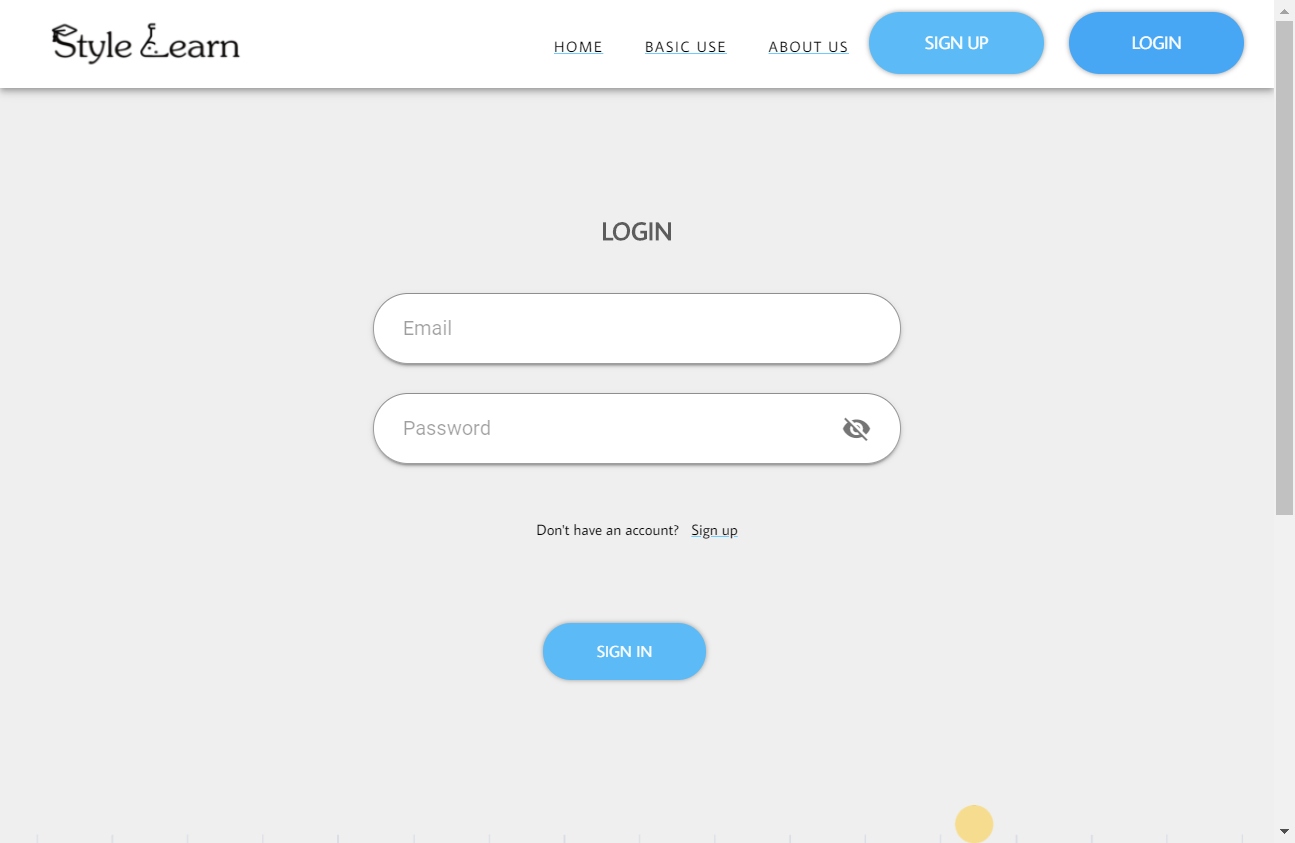 Style Learn
HOME
BASIC USE
ABOUT US
SIGN UP
LOGIN
LOGIN
Email
Password
Don't have an account? Sign up
SIGN IN